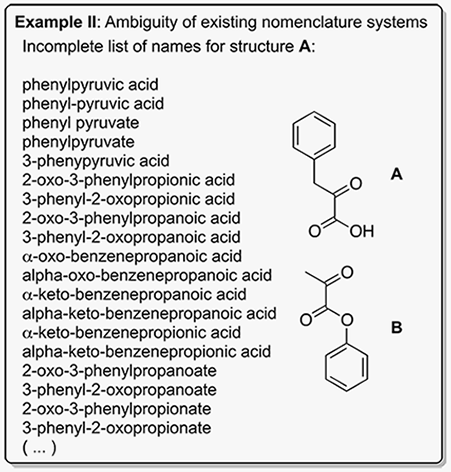 Example II: Ambiguity of existing nomenclature systems
Incomplete list of names for structure A:
phenylpyruvic acid
phenyl-pyruvic acid
phenyl pyruvate
phenylpyruvate
3-phenypyruvic acid
2-oxo-3-phenylpropionic acid
3-phenyl-2-oxopropionic acid
2-oxo-3-phenylpropanoic acid
3-phenyl-2-oxopropanoic acid
α-oxo-benzenepropanoic acid
alpha-oxo-benzenepropanoic acid
α-keto-benzenepropanoic acid
alpha-keto-benzenepropanoic acid
α-keto-benzenepropionic acid
alpha-keto-benzenepropionic acid
2-oxo-3-phenylpropanoate
3-phenyl-2-oxopropanoate
2-oxo-3-phenylpropionate
3-phenyl-2-oxopropionate
( ... )
O
O
OH
A
O
O
O
B